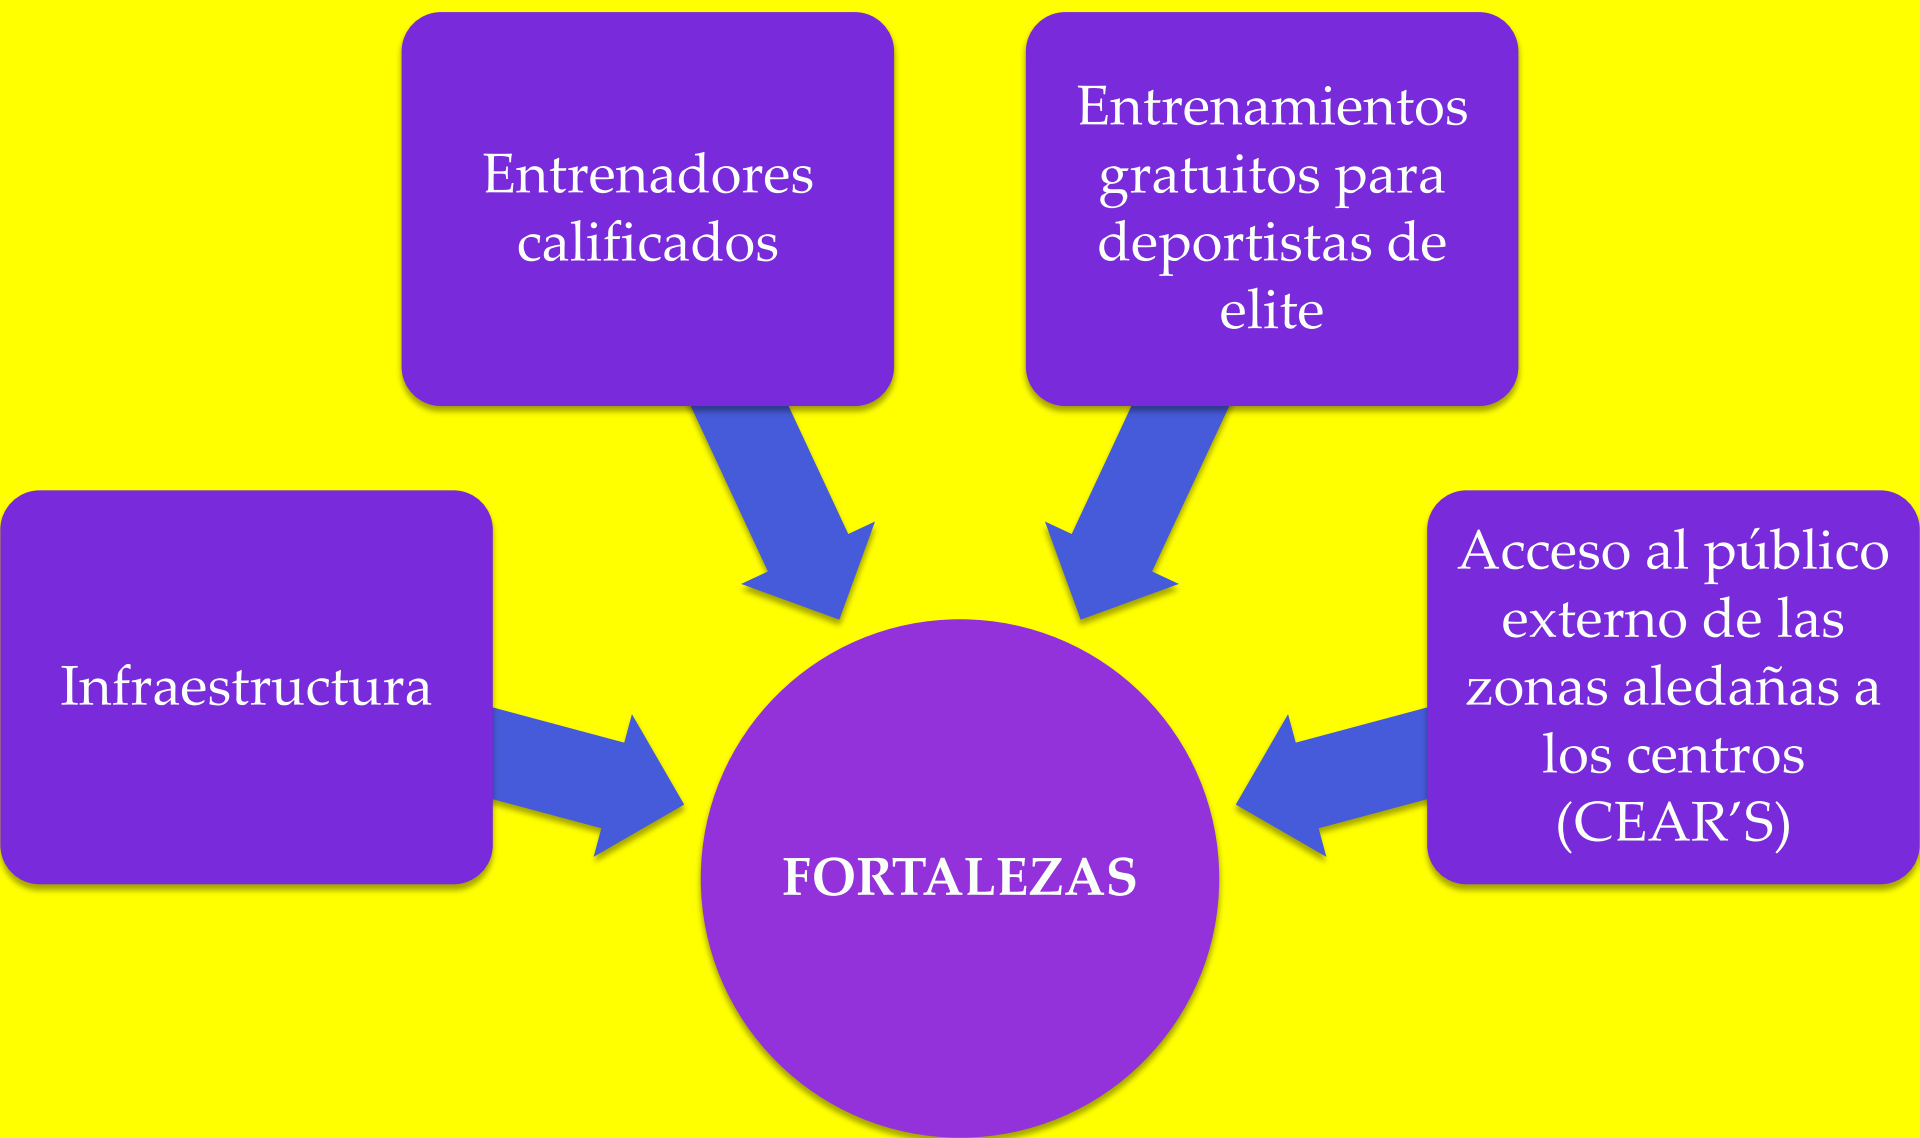 Entrenadores
calificados
Entrenamientos
gratuitos para
deportistas de
elite
Infraestructura
Acceso al público
externo de las
zonas aledañas a
los centros
(CEAR’S)
FORTALEZAS